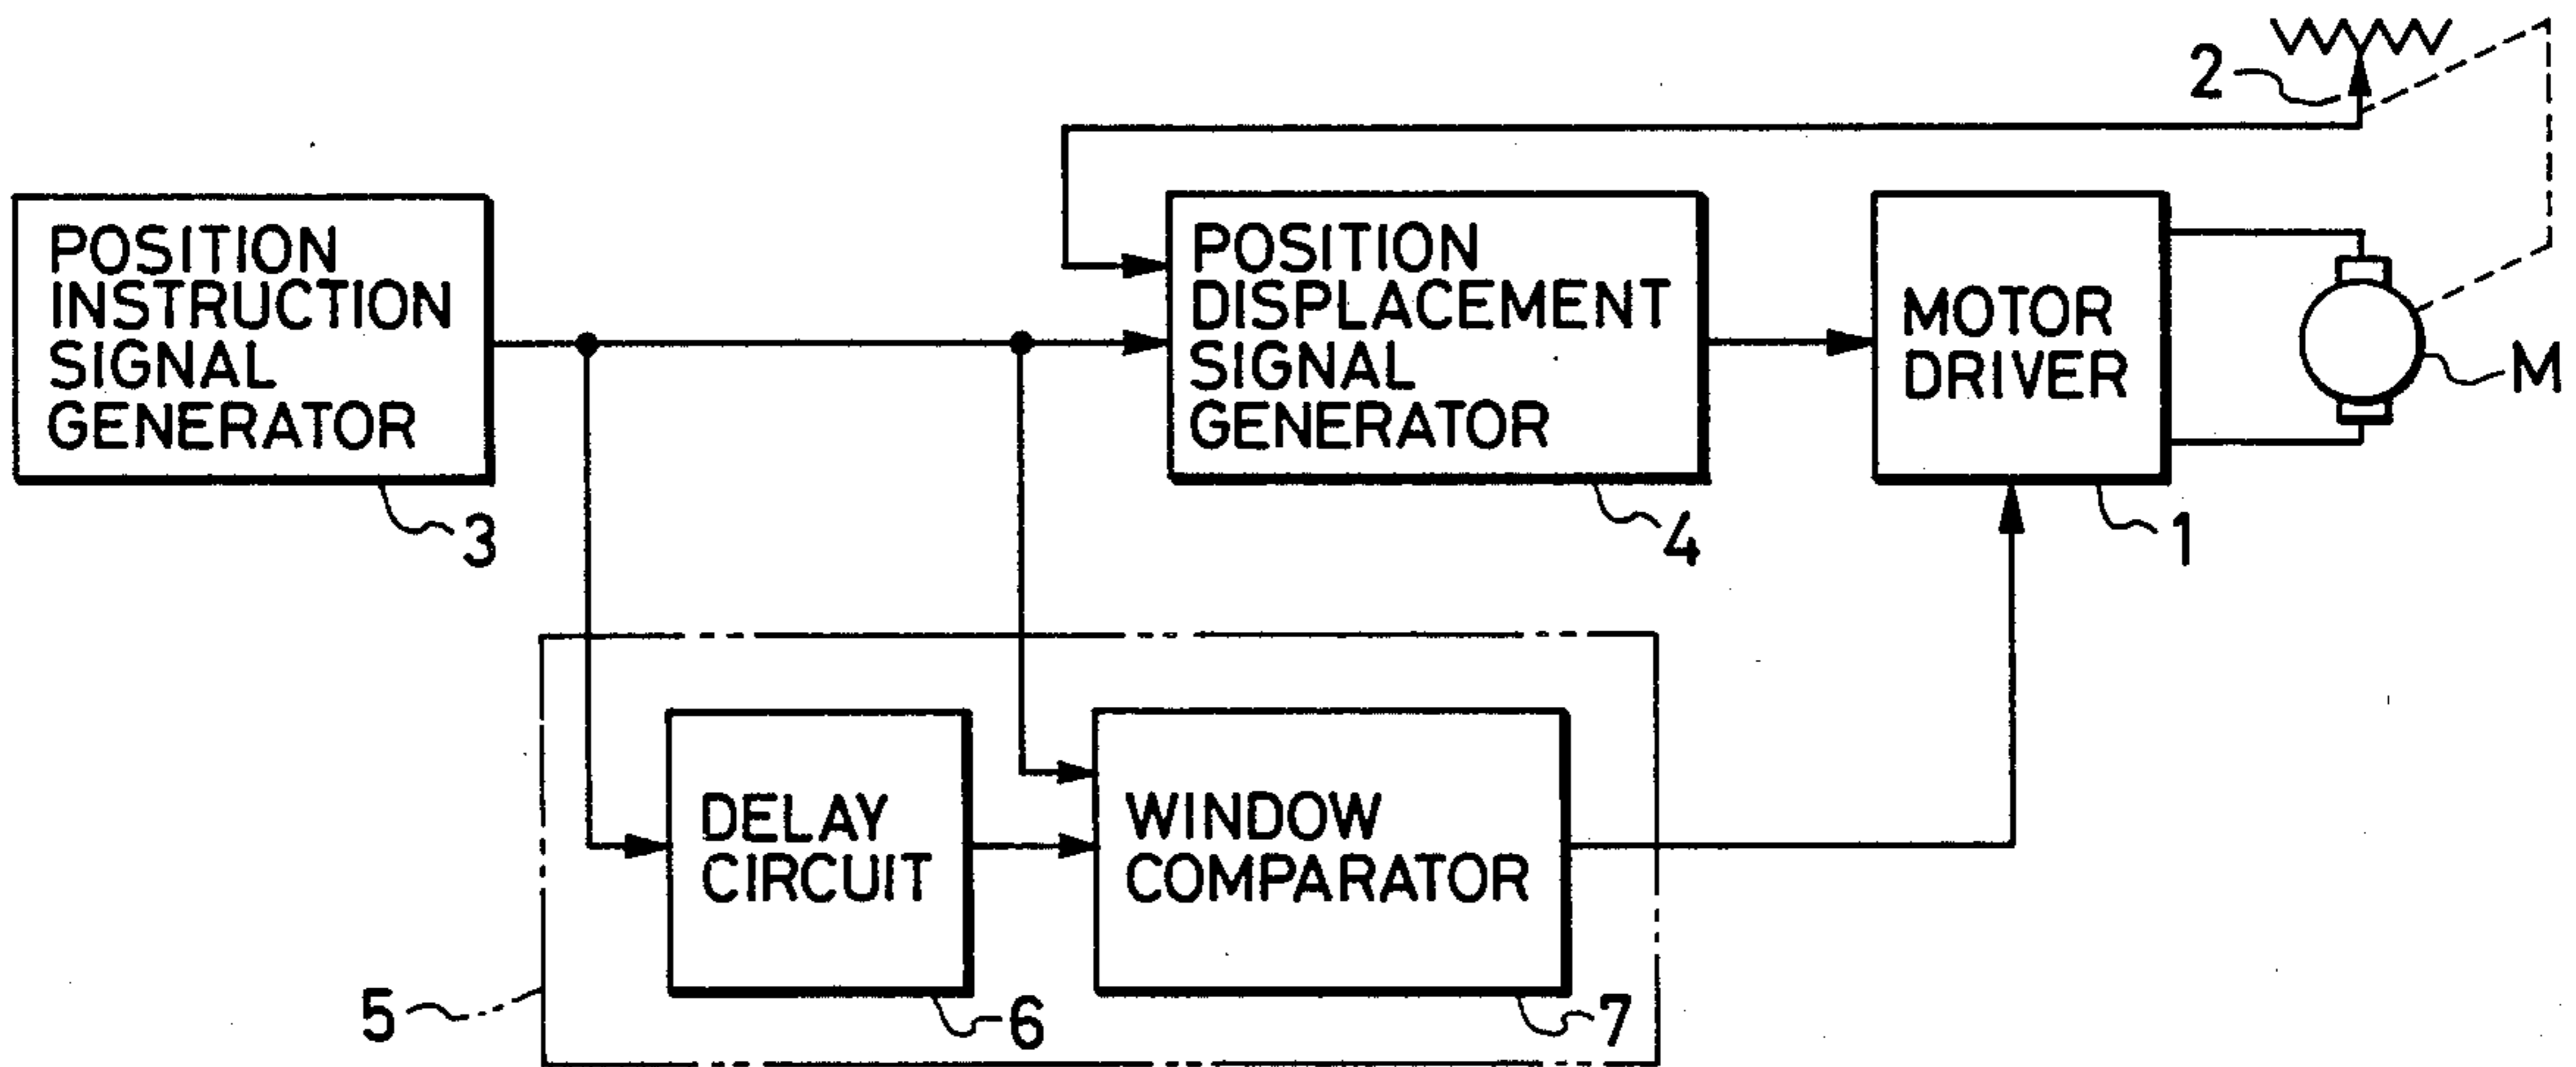 2
POSITION
INSTRUCTION
SIGNAL
GENERATOR
3
POSITION
DISPLACEMENT
SIGNAL
GENERATOR
4
MOTOR
DRIVER
1
M
DELAY
CIRCUIT
6
WINDOW
COMPARATOR
7
5